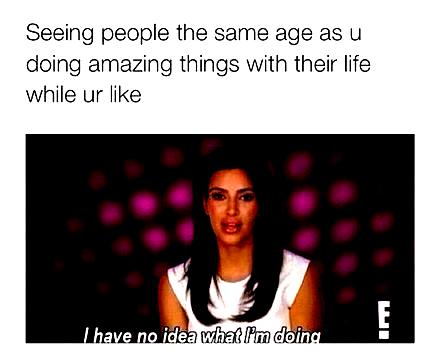 Seeing people the same age as u
doing amazing things with their life
while ur like
I have no idea what I'm doing
E!